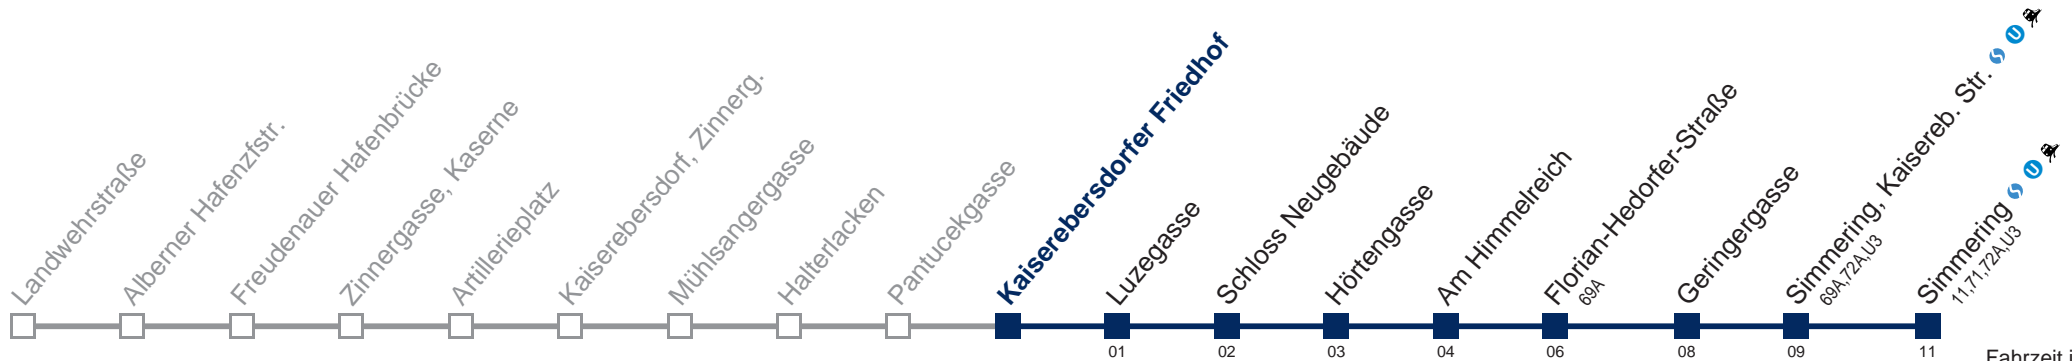 Landwehrstraße
Alberner Hafenzfstr.
Freudenauer Hafenbrücke
Zinnergasse, Kaserne
Artillerieplatz
Kaiserebersdorf, Zinnerg.
Mühlsangergasse
Halterlacken
Pantucekgasse
Kaiserebersdorfer Friedhof
Luzegasse
01
Schloss Neugebäude
02
Hörtengasse
03
Am Himmelreich
04
Florian-Hedorfer-Straße
69A
06
Geringergasse
08
Simmering, Kaisereb. Str. S U
69A,72A,U3
09
Simmering S U
11,71,72A,U3
11
Fahrzeit